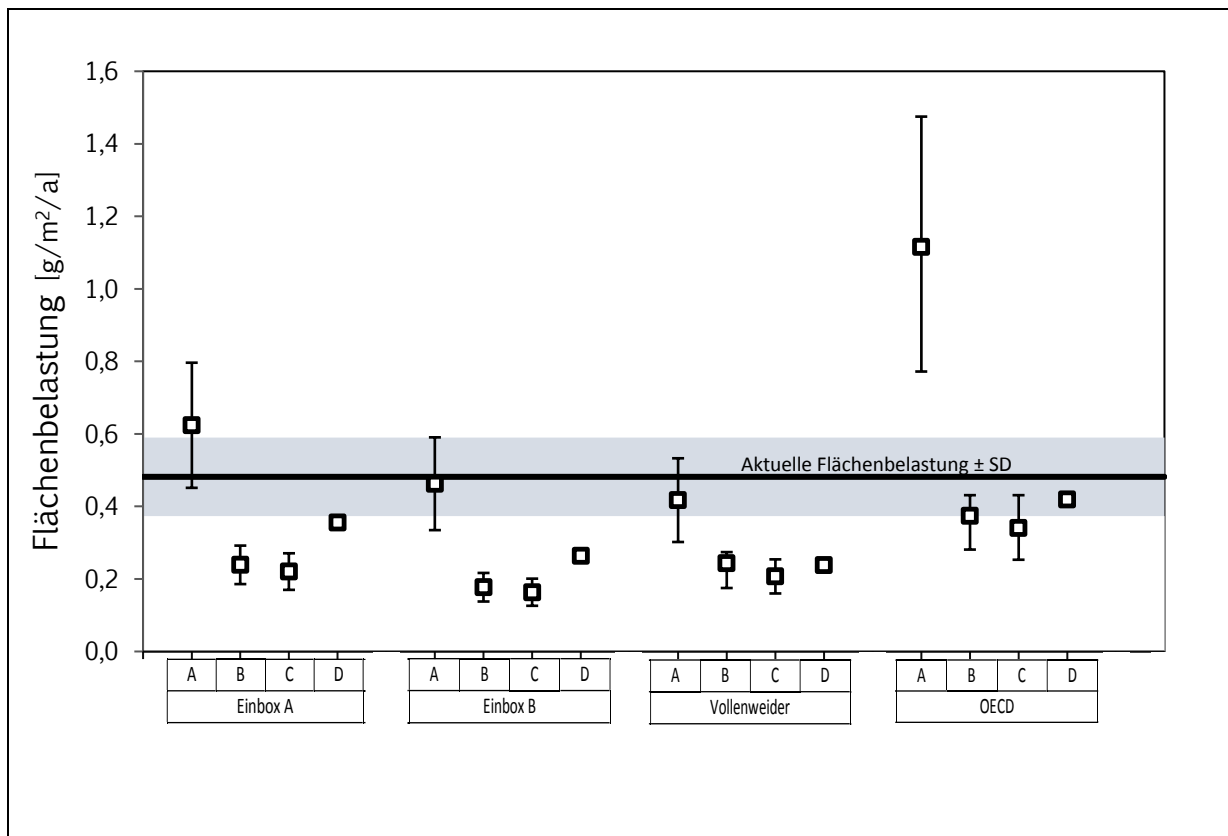 Flächenbelastung [g/m²/a]
1,6
1,4
1,2
1,0
0,8
0,6
0,4
0,2
0,0
Aktuelle Flächenbelastung ± SD
A B C D A B C D A B C D A B C D
Einbox A Einbox B Vollenweider OECD